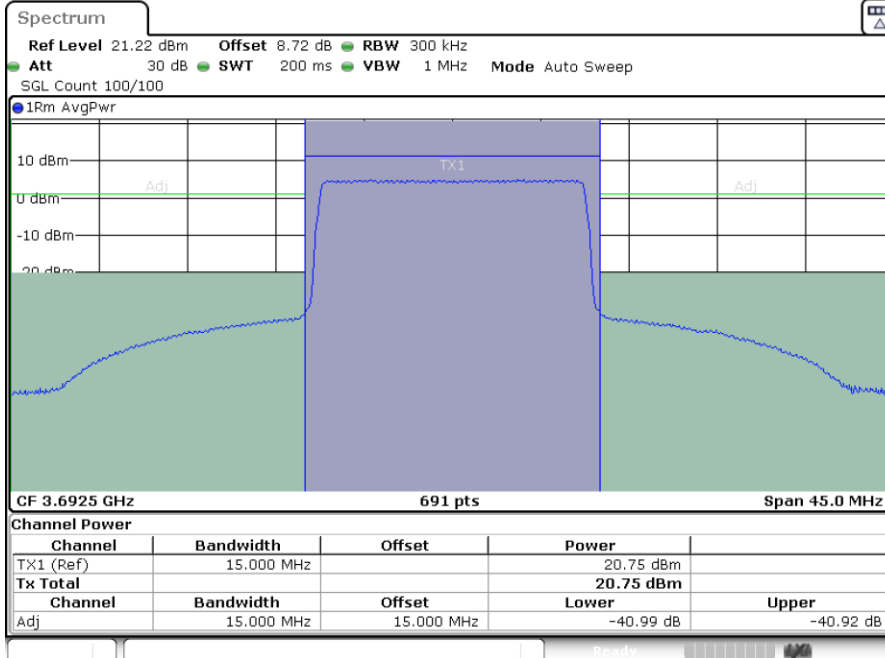 Spectrum
Ref Level 21.22 dBm Offset 8.72 dB RBW 300 kHz
Att 30 dB SWT 200 ms VBW 1 MHz Mode Auto Sweep
SGL Count 100/100
1Rm AvgPwr
10 dBm
TX1
Adj Adj
0 dBm
-10 dBm
-20 dBm
CF 3.6925 GHz 691 pts Span 45.0 MHz
Channel Power
Channel Bandwidth Offset Power
TX1 (Ref) 15.000 MHz 20.75 dBm
Tx Total 20.75 dBm
Channel Bandwidth Offset Lower Upper
Adj 15.000 MHz 15.000 MHz -40.99 dB -40.92 dB
Ready